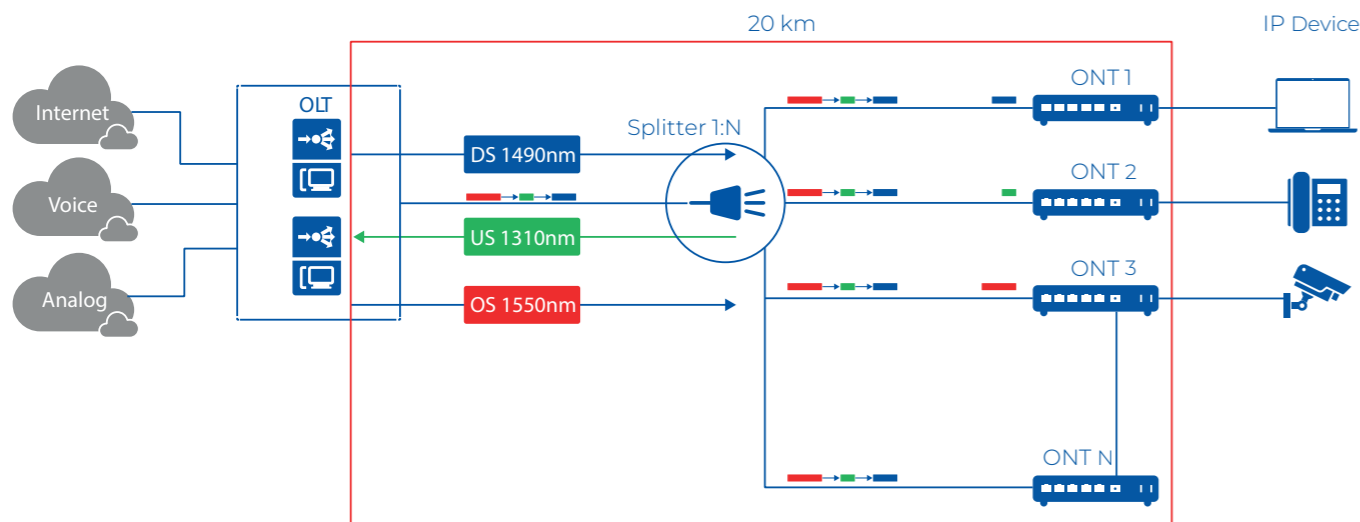 20 km
IP Device
Internet
OLT
ONT 1
Splitter 1:N
DS 1490nm
ONT 2
Voice
US 1310nm
ONT 3
Analog
OS 1550nm
ONT N